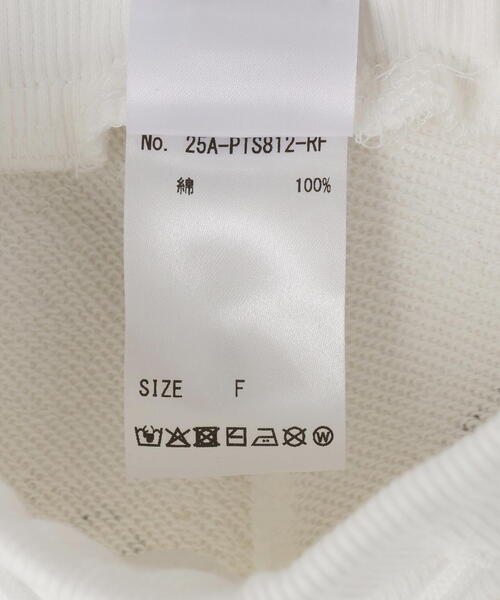 No. 25A-PTS812-RF
綿 100%
SIZE F
W